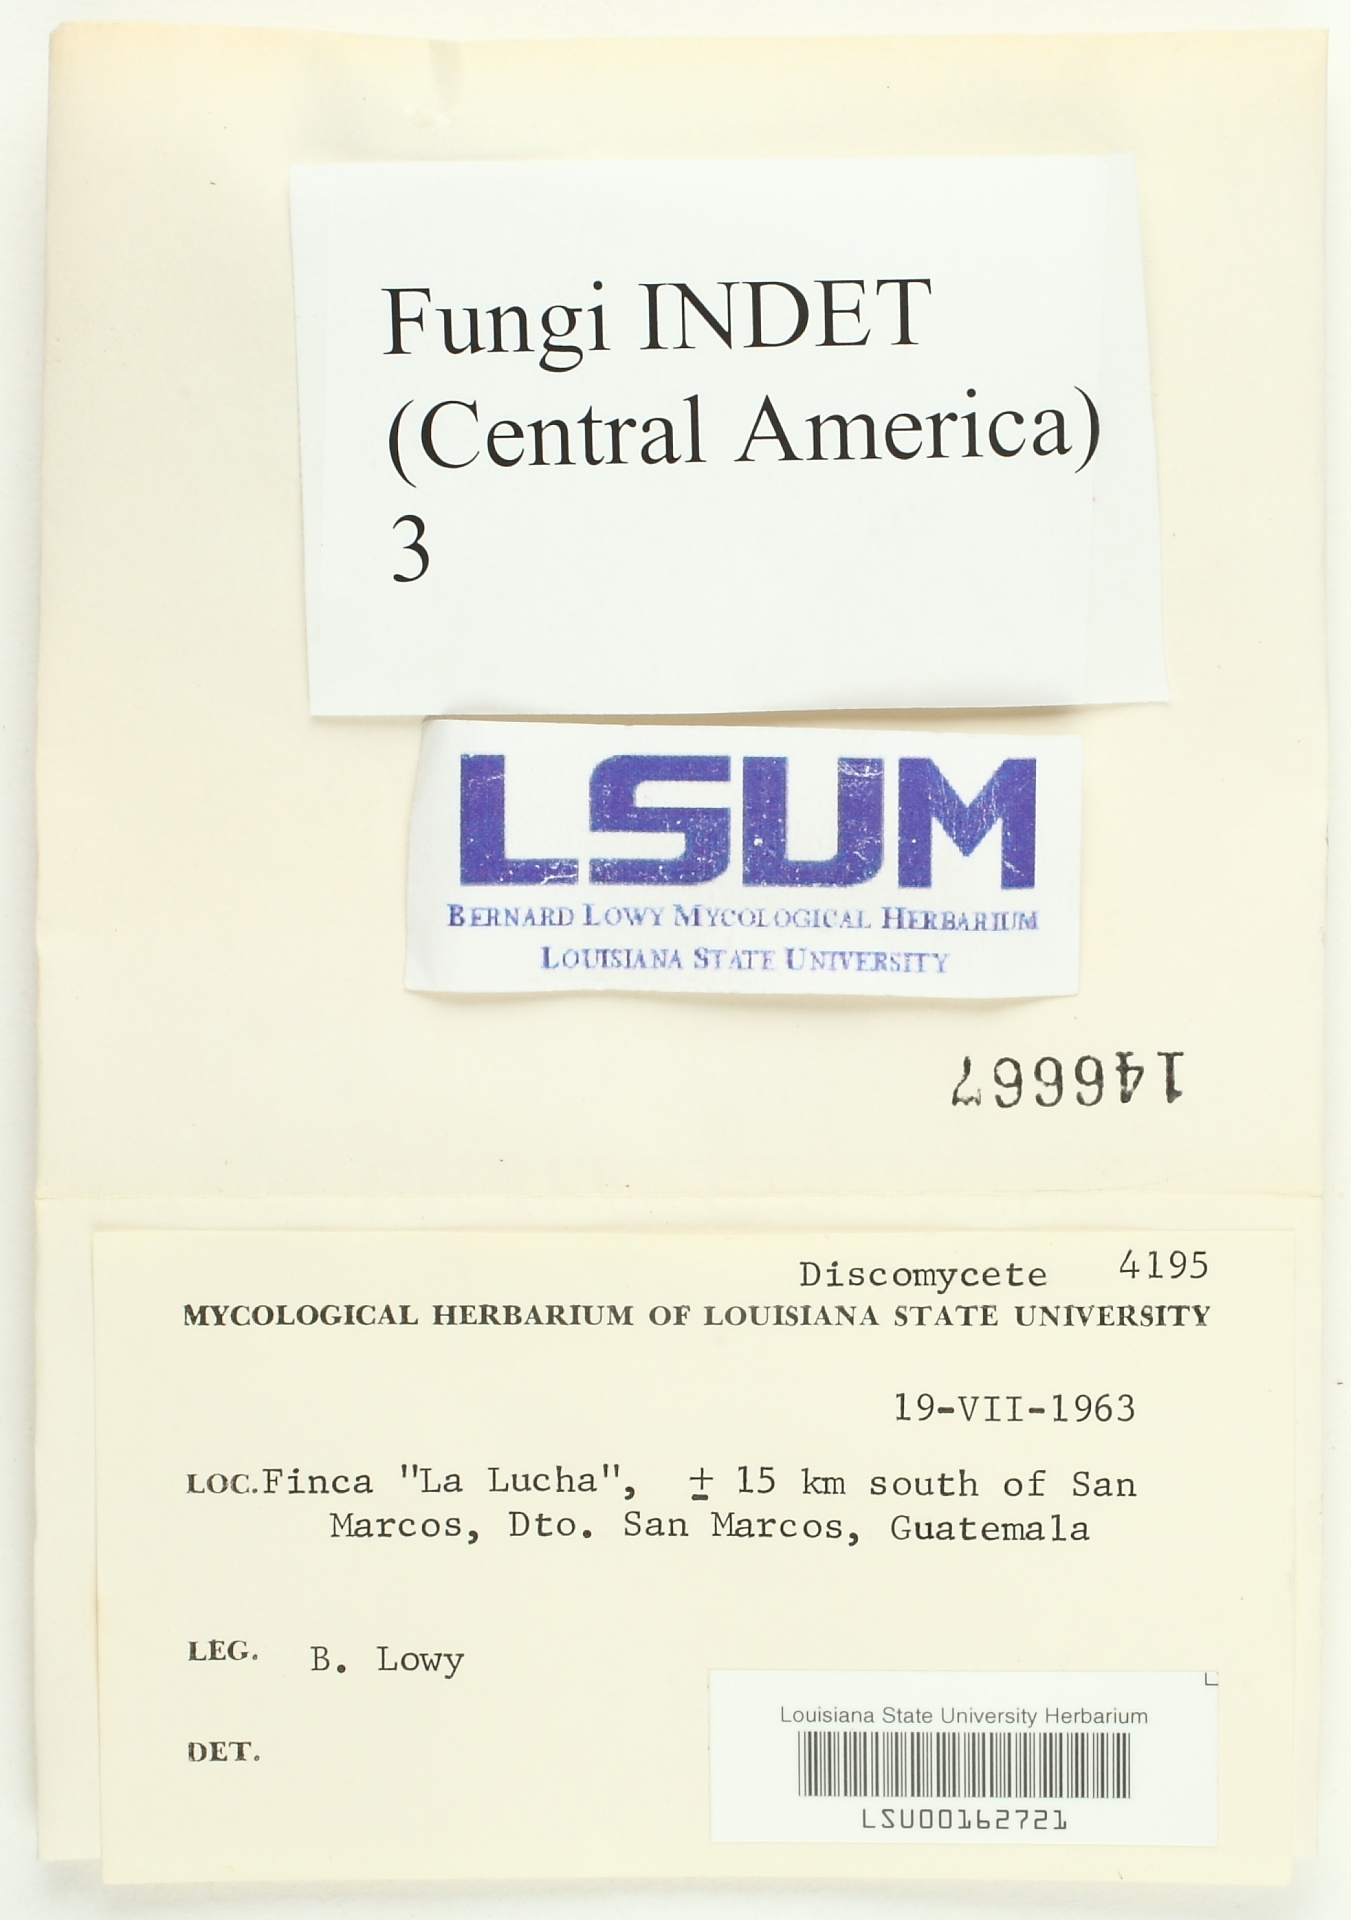 Fungi INDET
(Central America)
3
LSUM
BERNARD LOWY MYCOLOGICAL HERBARIUM
LOUISIANA STATE UNIVERSITY
146667
Discomycete 4195
MYCOLOGICAL HERBARIUM OF LOUISIANA STATE UNIVERSITY
19-VII-1963
LOC. Finca "La Lucha", ± 15 km south of San
Marcos, Dto. San Marcos, Guatemala
LEG. B. Lowy
DET.
Louisiana State University Herbarium
LSU00162721